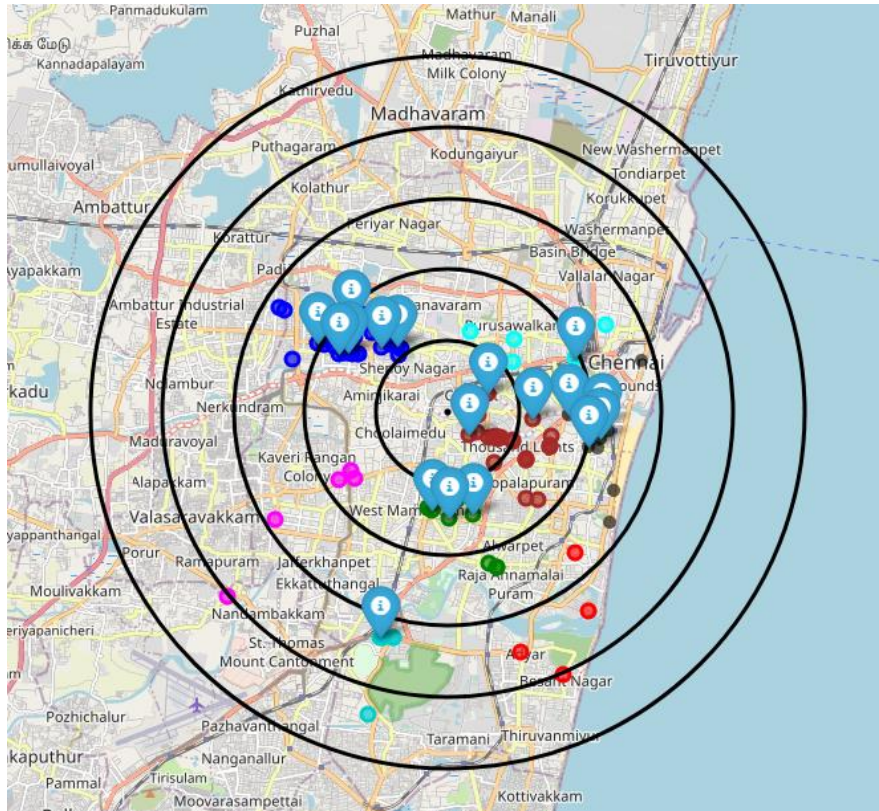 Panmadukulam
Mathur
Manali
Puzhal
க்க மேடு
Kannadapalayam
Madhavaram
Milk Colony
Tiruvottiyur
Kathirvedu
Madhavaram
Puthagaram
Kodungaiyur
New Washermanpet
Tondiarpet
umullaivoyal
Kolathur
Korukkupet
Ambattur
Periyar Nagar
Washermanpet
Korattur
Basin Bridge
Ayapakkam
Padi
Vallalar Nagar
Ambattur Industrial
Estate
anavaram
Purusawalkam
Chennai
Shenoy Nagar
ounds
rkadu
Nolambur
Aminjikarai
Nerkundram
Maduravoyal
Choolaimedu
Thousand Lights
Kaveri Rangan
Colony
Alapakkam
opalapuram
West Mam
Valasaravakkam
yappanthangal
Alwarpet
Porur
Ramapuram
Jafferkhanpet
Ekkattuthangal
Raja Annamalai
Puram
Moulivakkam
Nandambakkam
eriyapanicheri
St. Thomas
Mount Cantonment
Adyar
Besant Nagar
Pozhichalur
Pazhavanthangal
Taramani
Thiruvanmiyur
kaputhur
Nanganallur
Pammal
Tirisulam
Moovarasampettai
Kottivakkam